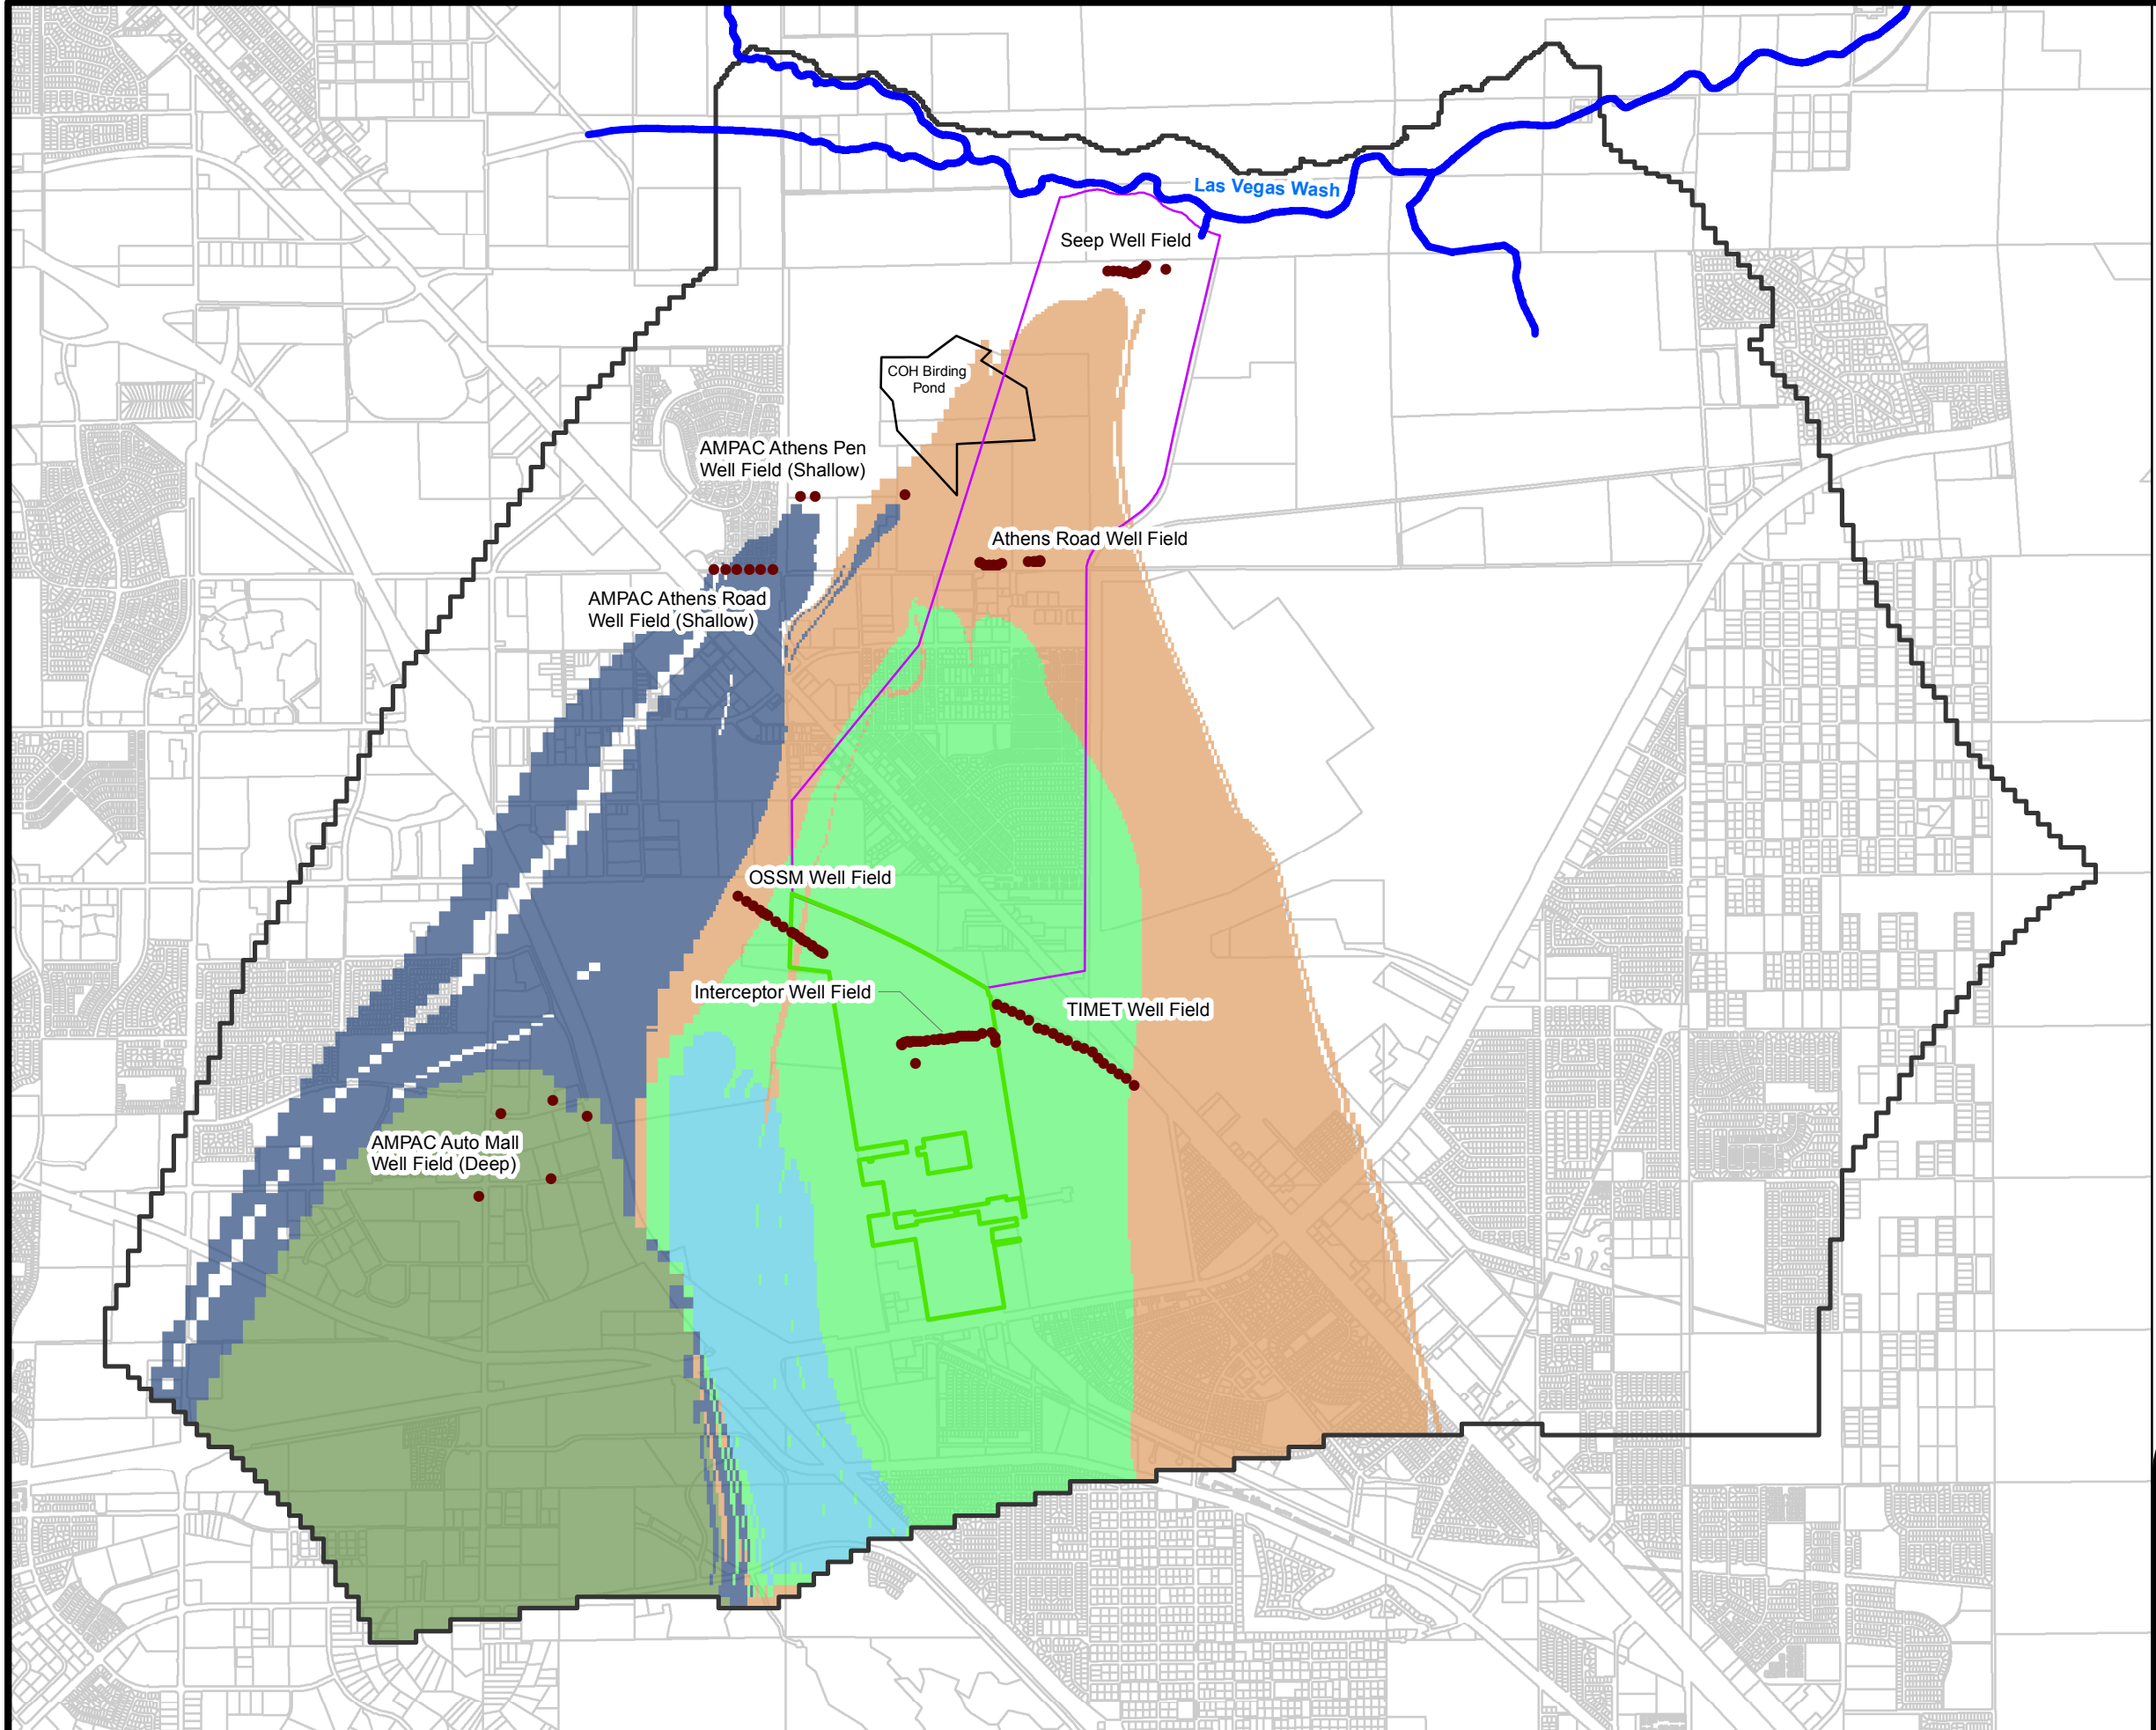 Las Vegas Wash
Seep Well Field
COH Birding
Pond
AMPAC Athens Pen
Well Field (Shallow)
Athens Road Well Field
AMPAC Athens Road
Well Field (Shallow)
OSSM Well Field
Interceptor Well Field
TIMET Well Field
AMPAC Auto Mall
Well Field (Deep)